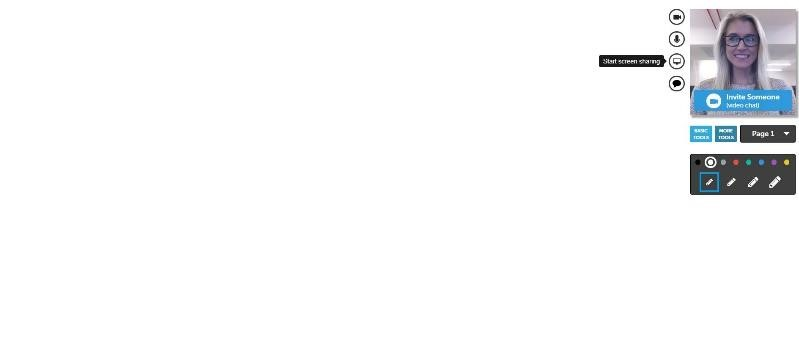 Start screen sharing
Invite Someone
(video chat)
BASIC
TOOLS
MORE
TOOLS
Page 1